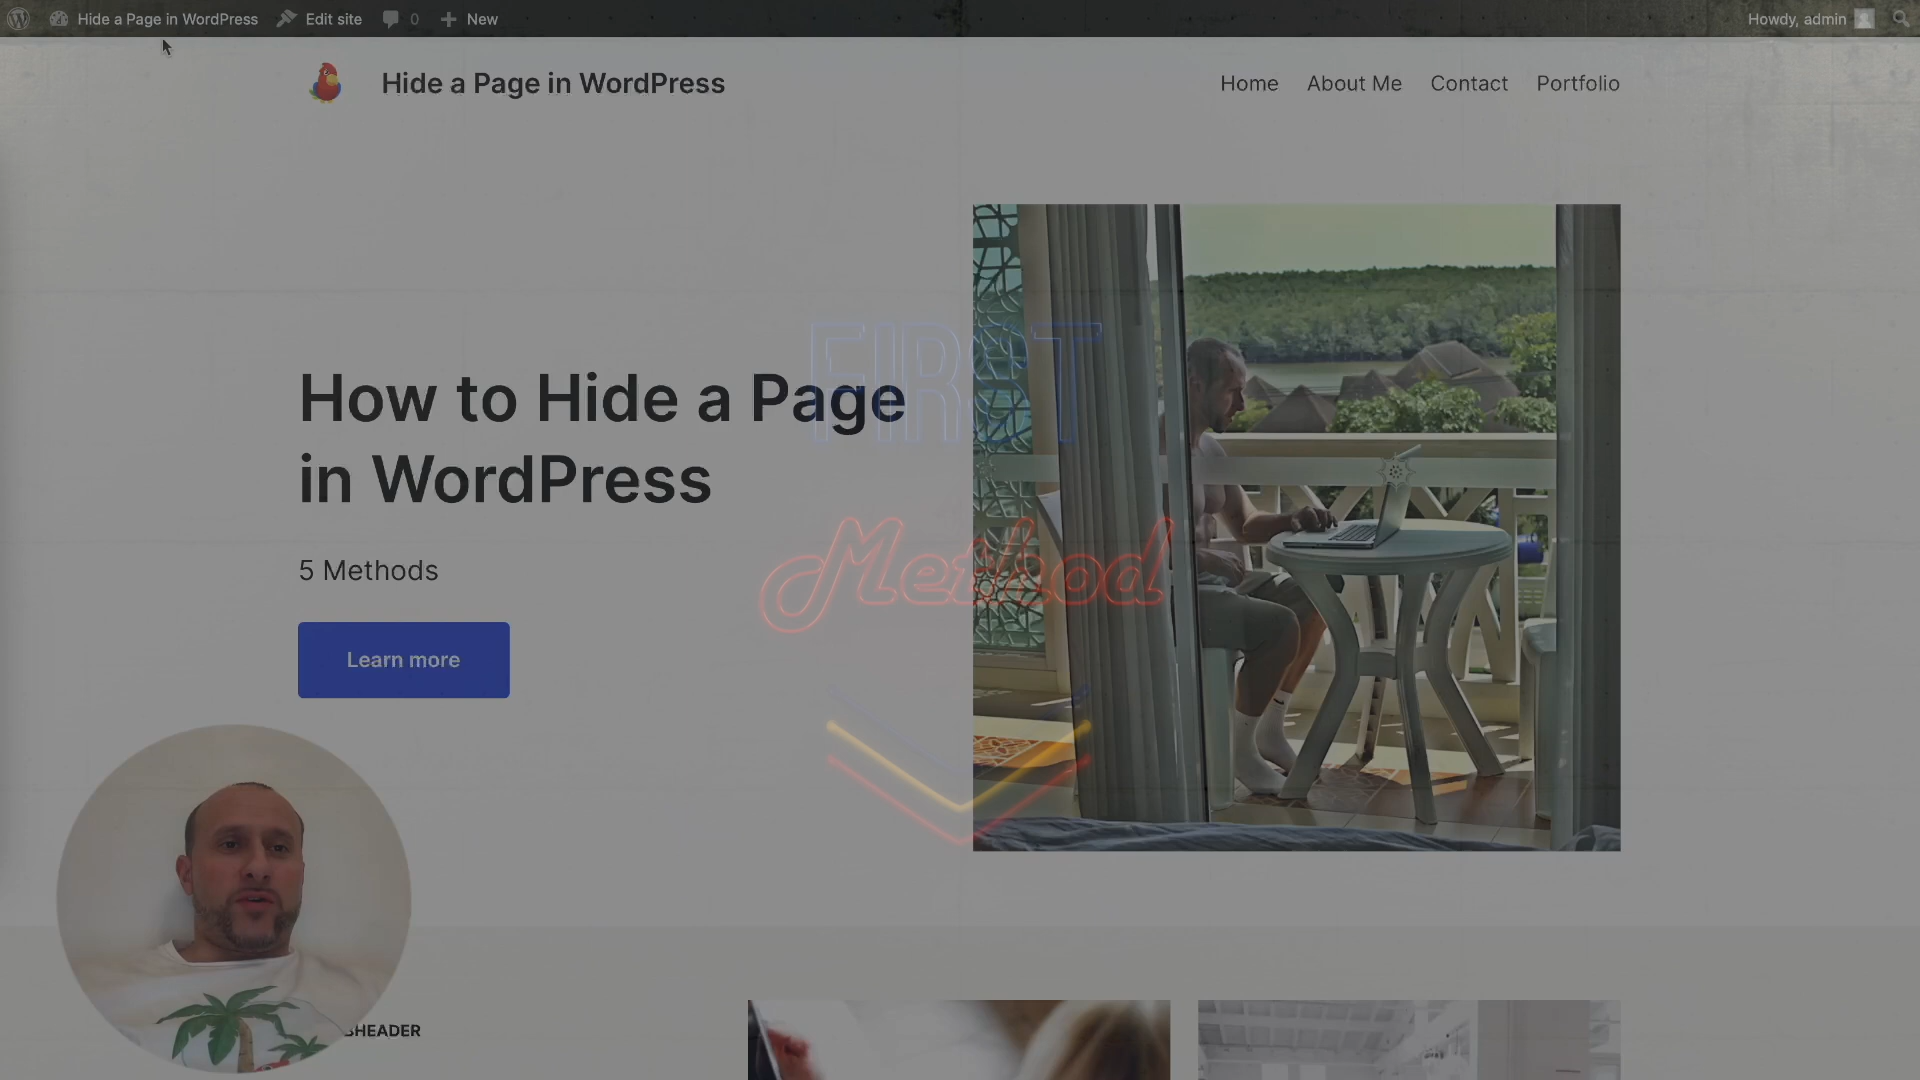 Hide a Page in WordPress
Edit site
0
New
Howdy, admin
Hide a Page in WordPress
Home
About Me
Contact
Portfolio
How to Hide a Page
in WordPress
5 Methods
Learn more
FIRST
Method